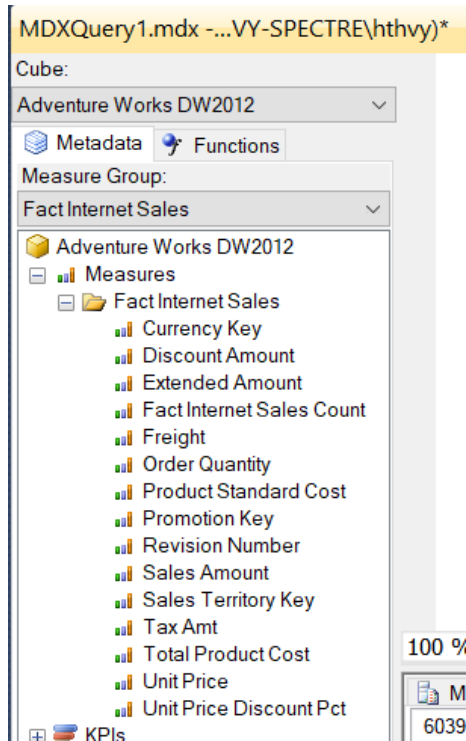 MDXQuery1.mdx -...VY-SPECTRE\hthvy)*
Cube:
Adventure Works DW2012
Metadata Functions
Measure Group:
Fact Internet Sales
Adventure Works DW2012
Measures
Fact Internet Sales
Currency Key
Discount Amount
Extended Amount
Fact Internet Sales Count
Freight
Order Quantity
Product Standard Cost
Promotion Key
Revision Number
Sales Amount
Sales Territory Key
Tax Amt
Total Product Cost
100 %
Unit Price
Unit Price Discount Pct
M
6039
KPIs